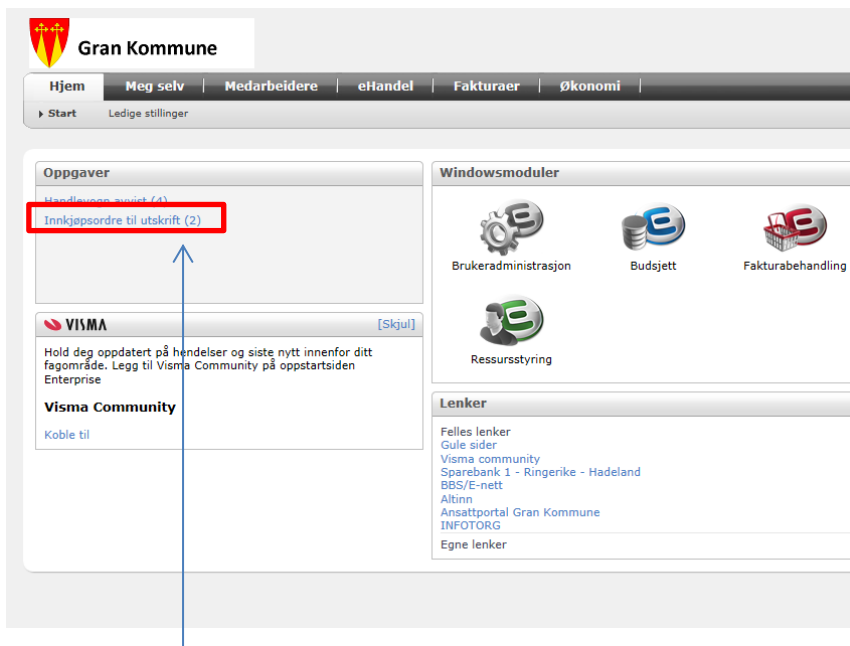 Gran Kommune
Hjem Meg selv Medarbeidere eHandel Fakturaer Økonomi
Start Ledige stillinger
Oppgaver
Handlevogn avvist (4)
Innkjøpsordre til utskrift (2)
VISMA [Skjul]
Hold deg oppdatert på hendelser og siste nytt innenfor ditt
fagområde. Legg til Visma Community på oppstartsiden
Enterprise
Visma Community
Koble til
Windowsmoduler
Brukeradministrasjon Budsjett Fakturabehandling
Ressursstyring
Lenker
Felles lenker
Gule sider
Visma community
Sparebank 1 - Ringerike - Hadeland
BBS/E-nett
Altinn
Ansattportal Gran Kommune
INFOTORG
Egne lenker